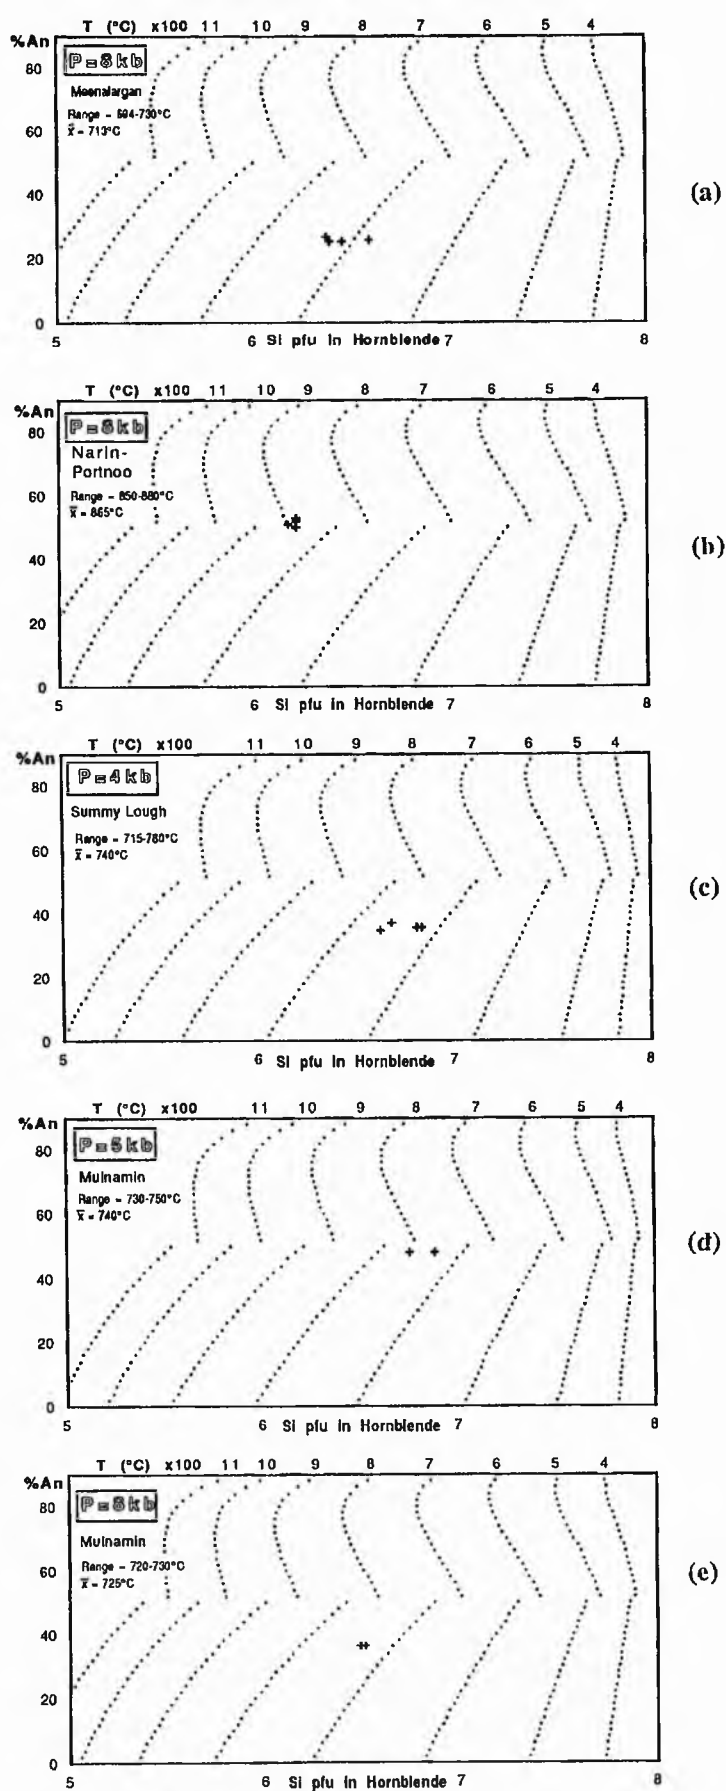 T (°C) x100 11 10 9 8 7 6 5 4
%An
80
P = 8 kb
Meenalargan
Range - 694-730°C
x̄ = 713°C
60
40
20
0
5 6 Si pfu in Hornblende 7 8
(a)
T (°C) x100 11 10 9 8 7 6 5 4
%An
80
P = 8 kb
Narin-
Portnoo
Range - 850-880°C
x̄ = 865°C
60
40
20
0
5 6 Si pfu in Hornblende 7 8
(b)
T (°C) x100 11 10 9 8 7 6 5 4
%An
80
P = 4 kb
Summy Lough
Range - 715-780°C
x̄ = 740°C
60
40
20
0
5 6 Si pfu in Hornblende 7 8
(c)
T (°C) x100 11 10 9 8 7 6 5 4
%An
80
P = 5 kb
Mulnamin
Range - 730-750°C
x̄ = 740°C
60
40
20
0
5 6 Si pfu in Hornblende 7 8
(d)
T (°C) x100 11 10 9 8 7 6 5 4
%An
80
P = 8 kb
Mulnamin
Range - 720-730°C
x̄ = 725°C
60
40
20
0
5 6 Si pfu in Hornblende 7 8
(e)